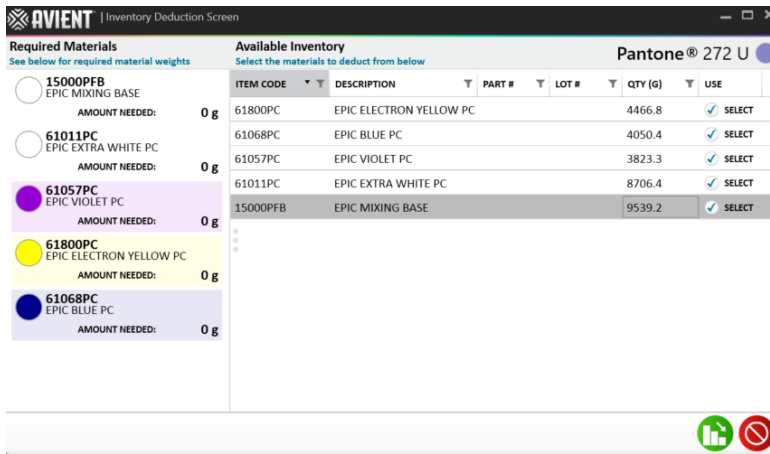 AVIENT | Inventory Deduction Screen
Required Materials
See below for required material weights
15000PFB
EPIC MIXING BASE
AMOUNT NEEDED: 0 g
61011PC
EPIC EXTRA WHITE PC
AMOUNT NEEDED: 0 g
61057PC
EPIC VIOLET PC
AMOUNT NEEDED: 0 g
61800PC
EPIC ELECTRON YELLOW PC
AMOUNT NEEDED: 0 g
61068PC
EPIC BLUE PC
AMOUNT NEEDED: 0 g
Available Inventory
Select the materials to deduct from below
Pantone® 272 U
ITEM CODE DESCRIPTION PART # LOT # QTY (G) USE
61800PC EPIC ELECTRON YELLOW PC 4466.8 SELECT
61068PC EPIC BLUE PC 4050.4 SELECT
61057PC EPIC VIOLET PC 3823.3 SELECT
61011PC EPIC EXTRA WHITE PC 8706.4 SELECT
15000PFB EPIC MIXING BASE 9539.2 SELECT